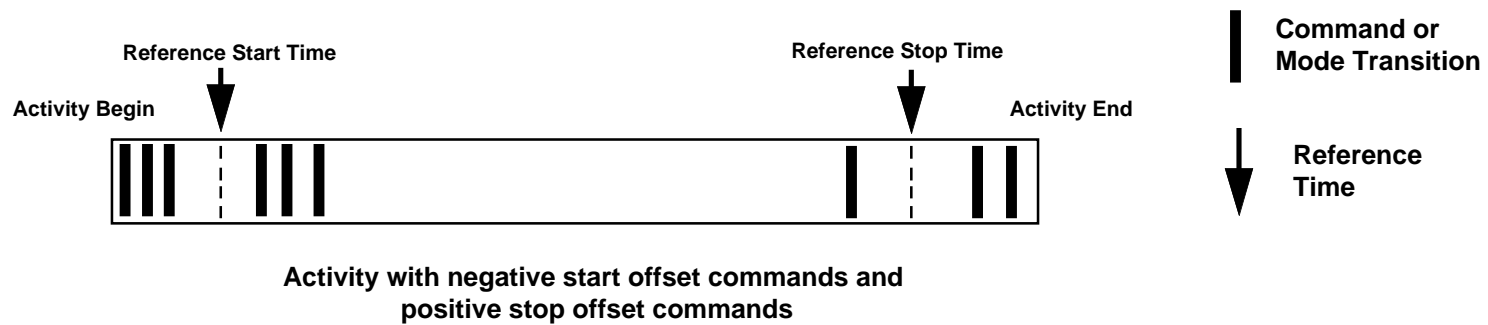 Reference Start Time
Reference Stop Time
Activity Begin
Activity End
Command or
Mode Transition
Reference
Time
Activity with negative start offset commands and
positive stop offset commands